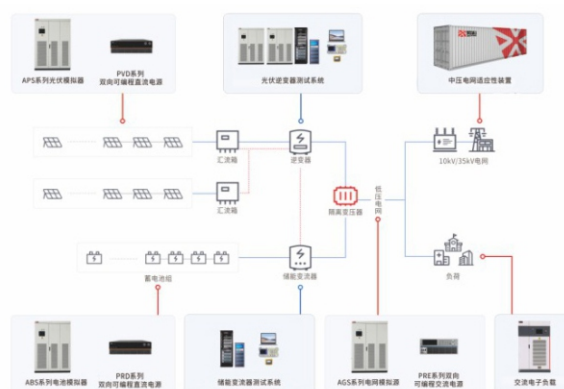 APS系列光伏模拟器
PVD系列
双向可编程直流电源
光伏逆变器测试系统
中压电网适应性装置
汇流箱
逆变器
10kV/35kV电网
汇流箱
隔离变压器
低压电网
蓄电池组
储能变流器
负荷
ABS系列电池模拟器
PRD系列
双向可编程直流电源
储能变流器测试系统
AGS系列电网模拟源
PRE系列双向
可编程交流电源
交流电子负载